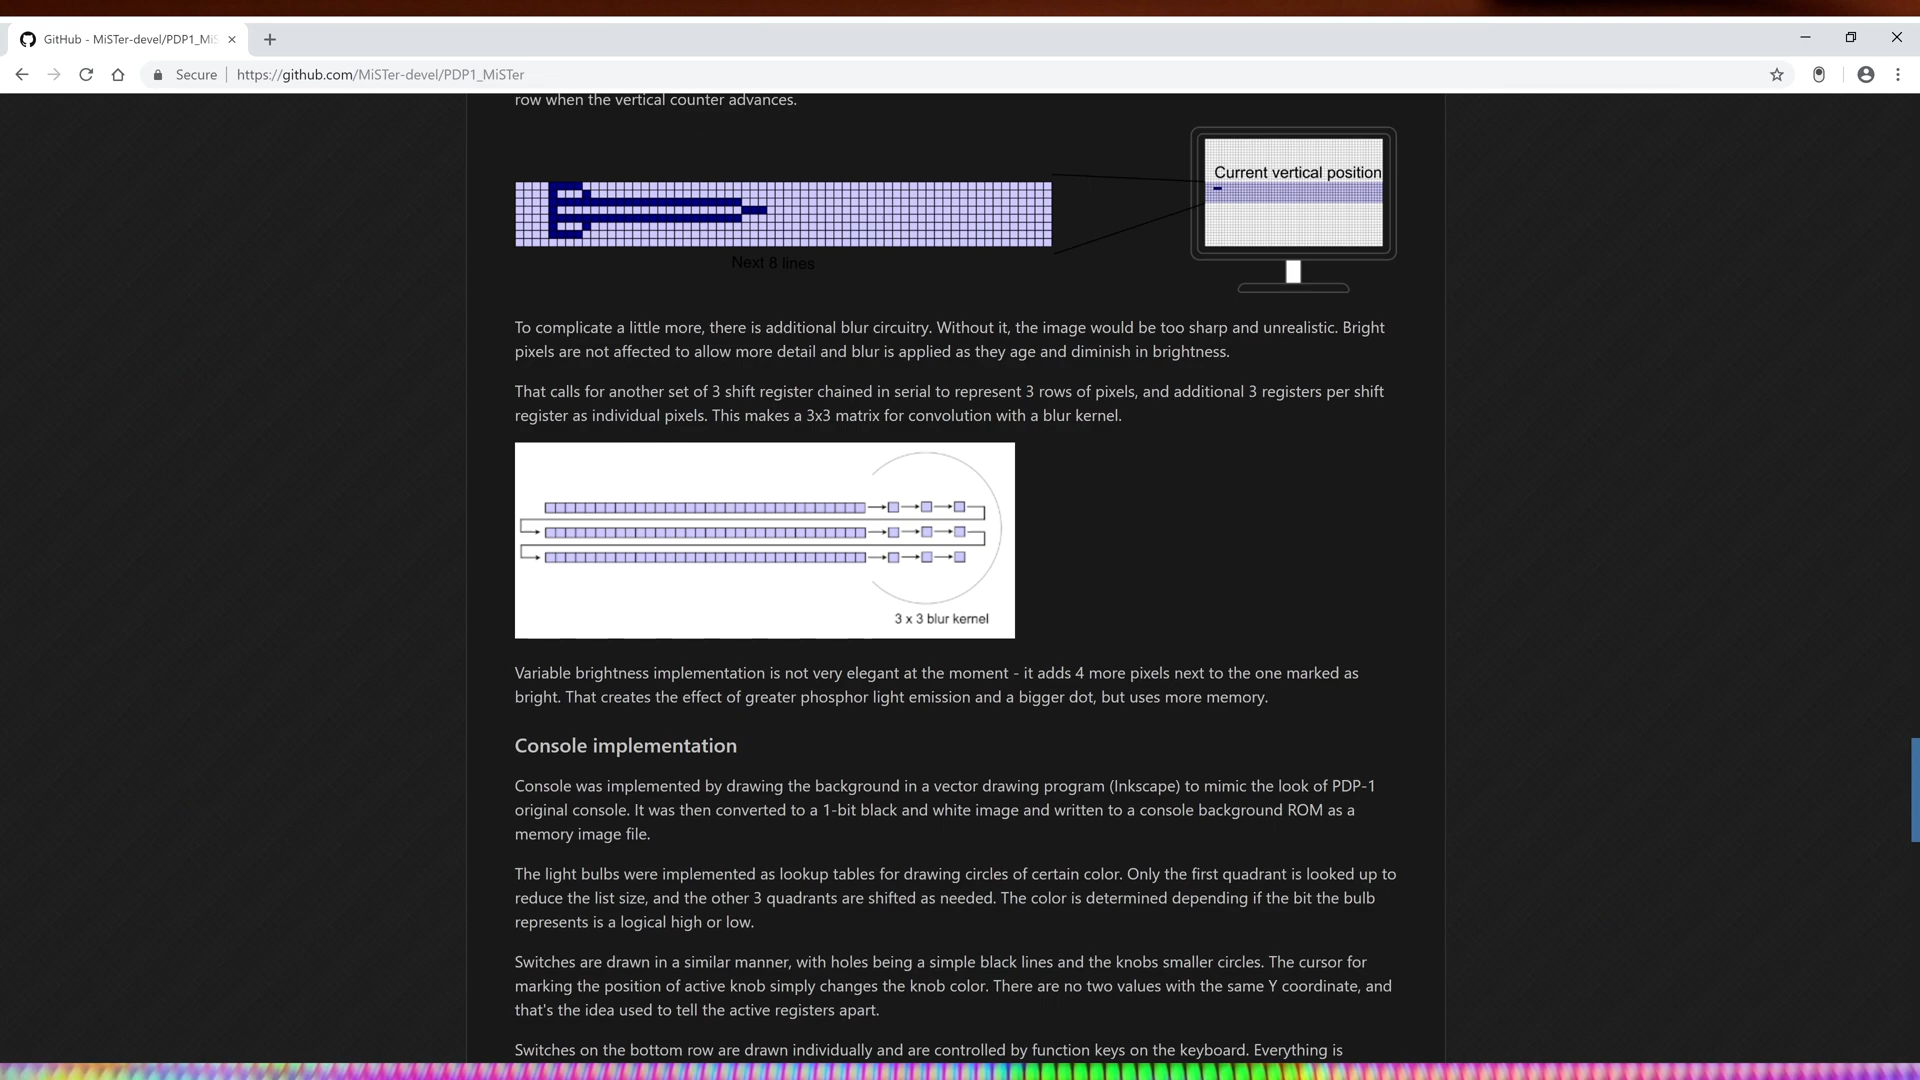 GitHub - MiSTer-devel/PDP1_MiS
Secure
https://github.com/MiSTer-devel/PDP1_MiSTer
row when the vertical counter advances.
Current vertical position
Next 8 lines
To complicate a little more, there is additional blur circuitry. Without it, the image would be too sharp and unrealistic. Bright
pixels are not affected to allow more detail and blur is applied as they age and diminish in brightness.
That calls for another set of 3 shift register chained in serial to represent 3 rows of pixels, and additional 3 registers per shift
register as individual pixels. This makes a 3x3 matrix for convolution with a blur kernel.
3 x 3 blur kernel
Variable brightness implementation is not very elegant at the moment - it adds 4 more pixels next to the one marked as
bright. That creates the effect of greater phosphor light emission and a bigger dot, but uses more memory.
Console implementation
Console was implemented by drawing the background in a vector drawing program (Inkscape) to mimic the look of PDP-1
original console. It was then converted to a 1-bit black and white image and written to a console background ROM as a
memory image file.
The light bulbs were implemented as lookup tables for drawing circles of certain color. Only the first quadrant is looked up to
reduce the list size, and the other 3 quadrants are shifted as needed. The color is determined depending if the bit the bulb
represents is a logical high or low.
Switches are drawn in a similar manner, with holes being a simple black lines and the knobs smaller circles. The cursor for
marking the position of active knob simply changes the knob color. There are no two values with the same Y coordinate, and
that's the idea used to tell the active registers apart.
Switches on the bottom row are drawn individually and are controlled by function keys on the keyboard. Everything is